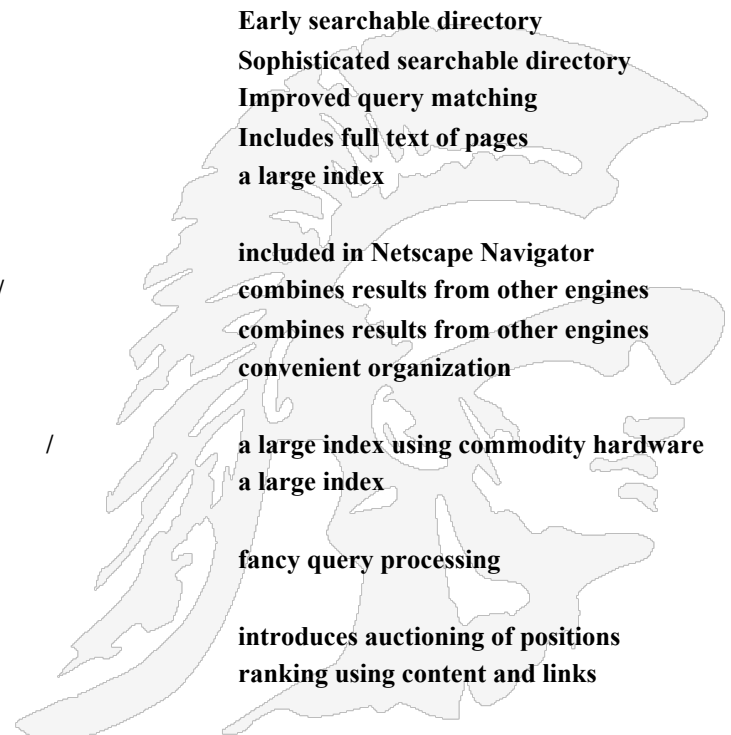 Early searchable directory
Sophisticated searchable directory
Improved query matching
Includes full text of pages
a large index
included in Netscape Navigator
/ combines results from other engines
combines results from other engines
convenient organization
/ a large index using commodity hardware
a large index
fancy query processing
introduces auctioning of positions
ranking using content and links